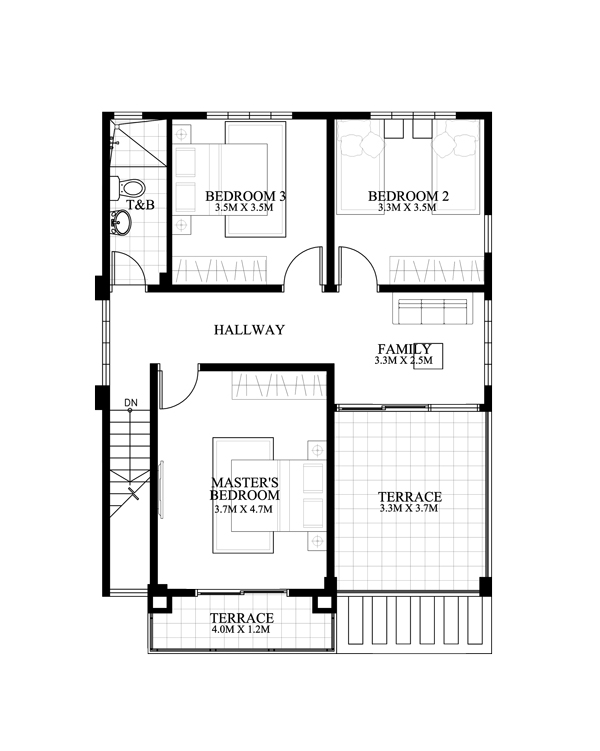 BEDROOM 3
3.5M X 3.5M
BEDROOM 2
3.3M X 3.5M
T&B
HALLWAY
FAMILY
3.3M X 2.5M
DN
MASTER'S
BEDROOM
3.7M X 4.7M
TERRACE
3.3M X 3.7M
TERRACE
4.0M X 1.2M